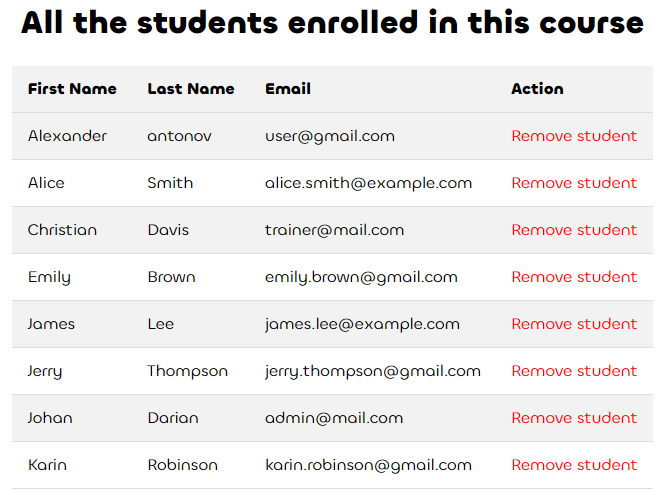 All the students enrolled in this course
First Name Last Name Email Action
Alexander antonov user@gmail.com Remove student
Alice Smith alice.smith@example.com Remove student
Christian Davis trainer@mail.com Remove student
Emily Brown emily.brown@gmail.com Remove student
James Lee james.lee@example.com Remove student
Jerry Thompson jerry.thompson@gmail.com Remove student
Johan Darian admin@mail.com Remove student
Karin Robinson karin.robinson@gmail.com Remove student